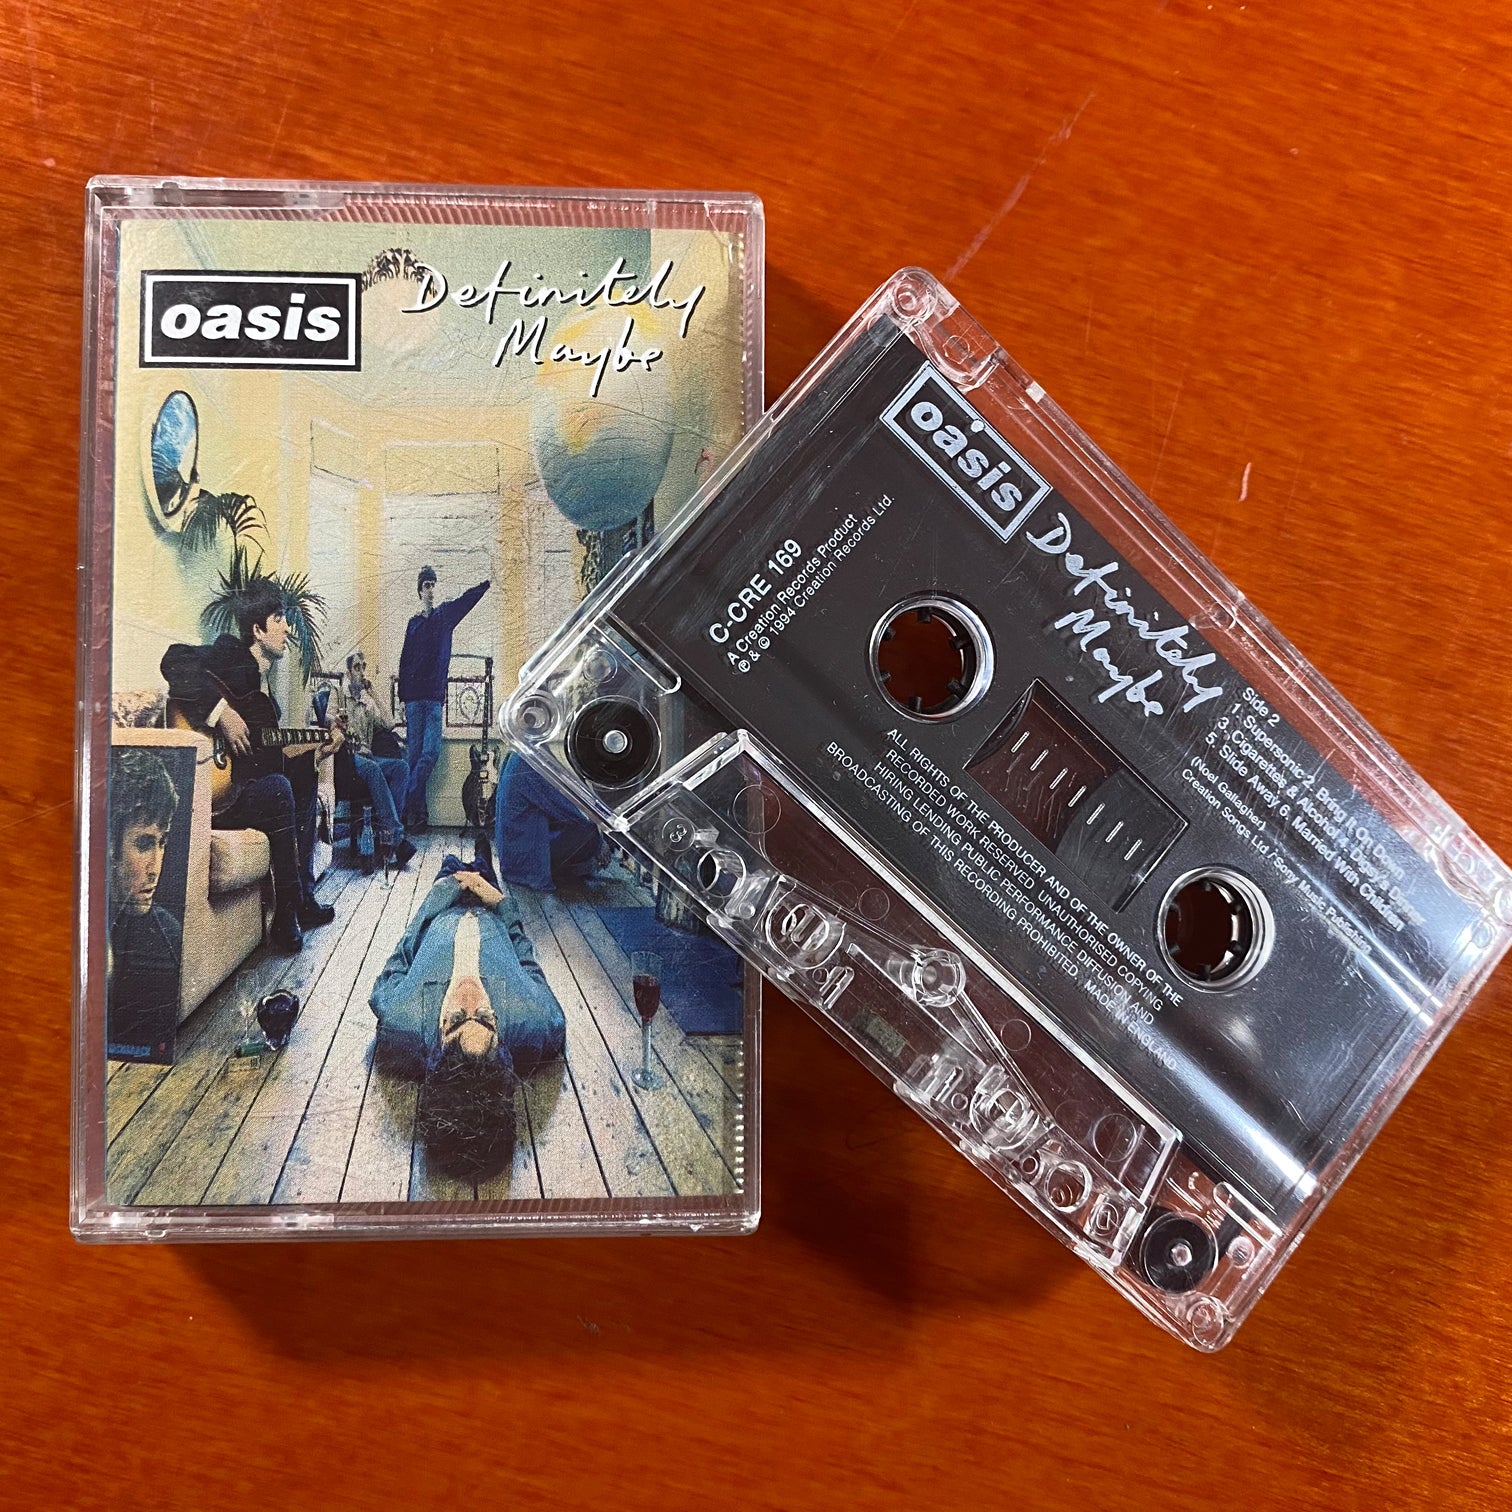 oasis
Definitely
Maybe
oasis
Definitely
Maybe
C-CRE 169
A Creation Records Product
℗ & © 1994 Creation Records Ltd.
Side 2
1. Supersonic 2. Bring It On Down
3. Cigarettes & Alcohol 4. Digsy's Dinner
5. Slide Away 6. Married With Children
(Noel Gallagher)
Creation Songs Ltd / Sony Music Publishing
ALL RIGHTS OF THE PRODUCER AND OF THE OWNER OF THE
RECORDED WORK RESERVED. UNAUTHORISED COPYING
HIRING LENDING PUBLIC PERFORMANCE DIFFUSION AND
BROADCASTING OF THIS RECORDING PROHIBITED. MADE IN ENGLAND